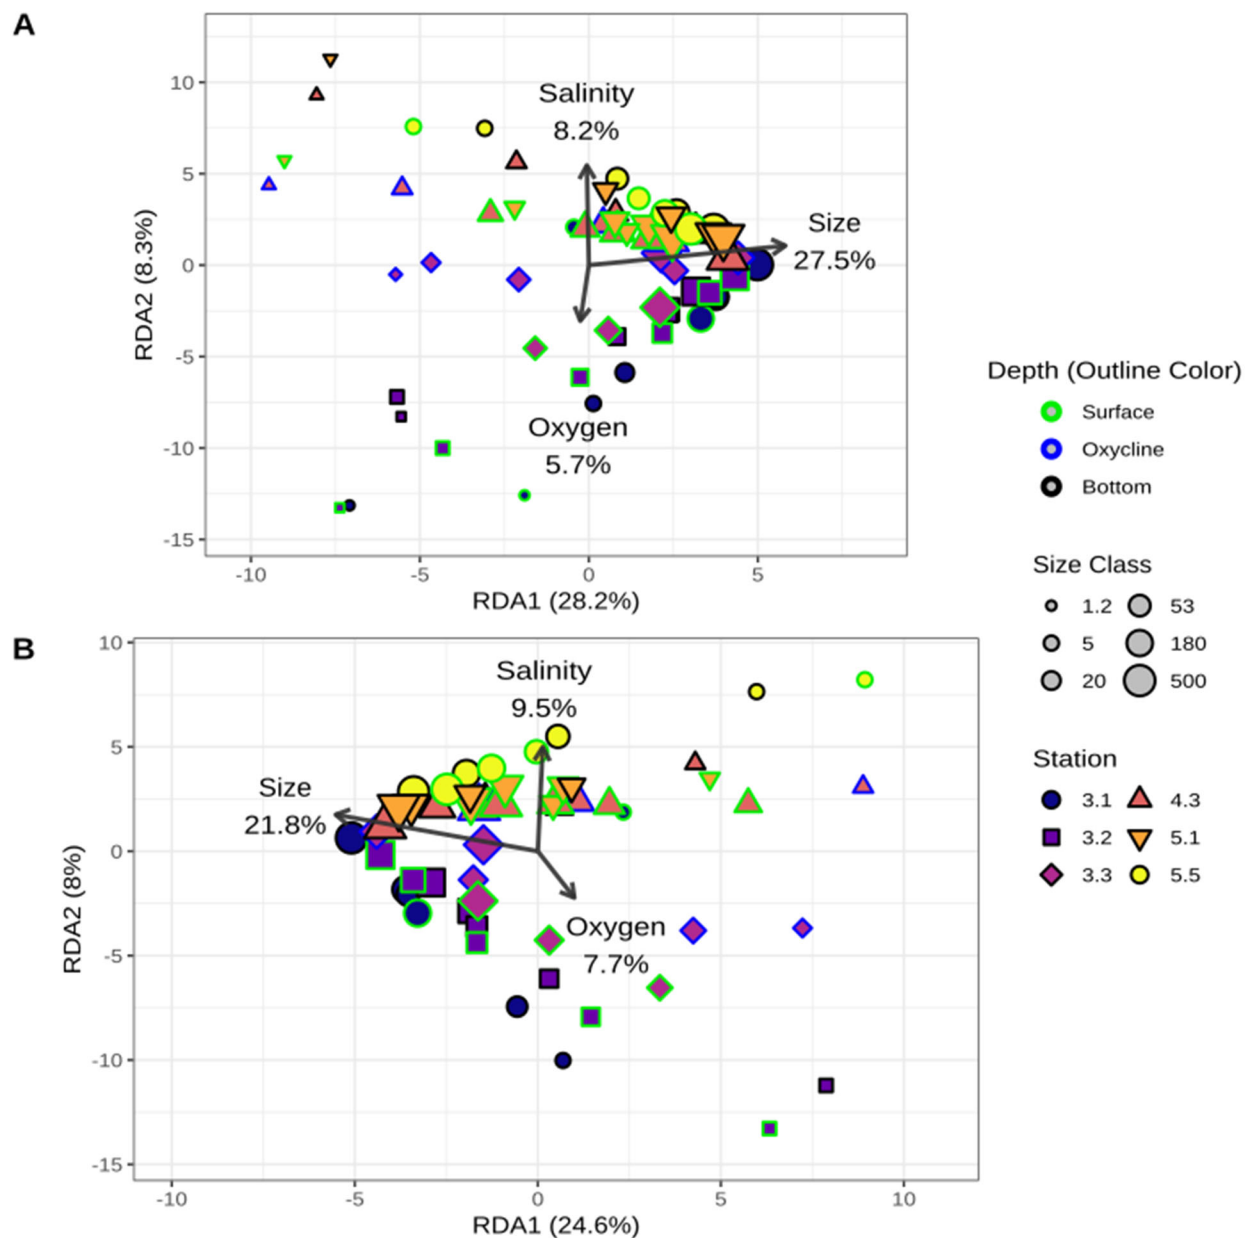 A
10
5
0
-5
-10
-15
RDA2 (8.3%)
Salinity
8.2%
Size
27.5%
Oxygen
5.7%
-10
-5
0
5
RDA1 (28.2%)
B
10
5
0
-5
-10
-15
RDA2 (8%)
Salinity
9.5%
Size
21.8%
Oxygen
7.7%
-10
-5
0
5
10
RDA1 (24.6%)
Depth (Outline Color)
Surface
Oxycline
Bottom
Size Class
1.2 53
5 180
20 500
Station
3.1 4.3
3.2 5.1
3.3 5.5